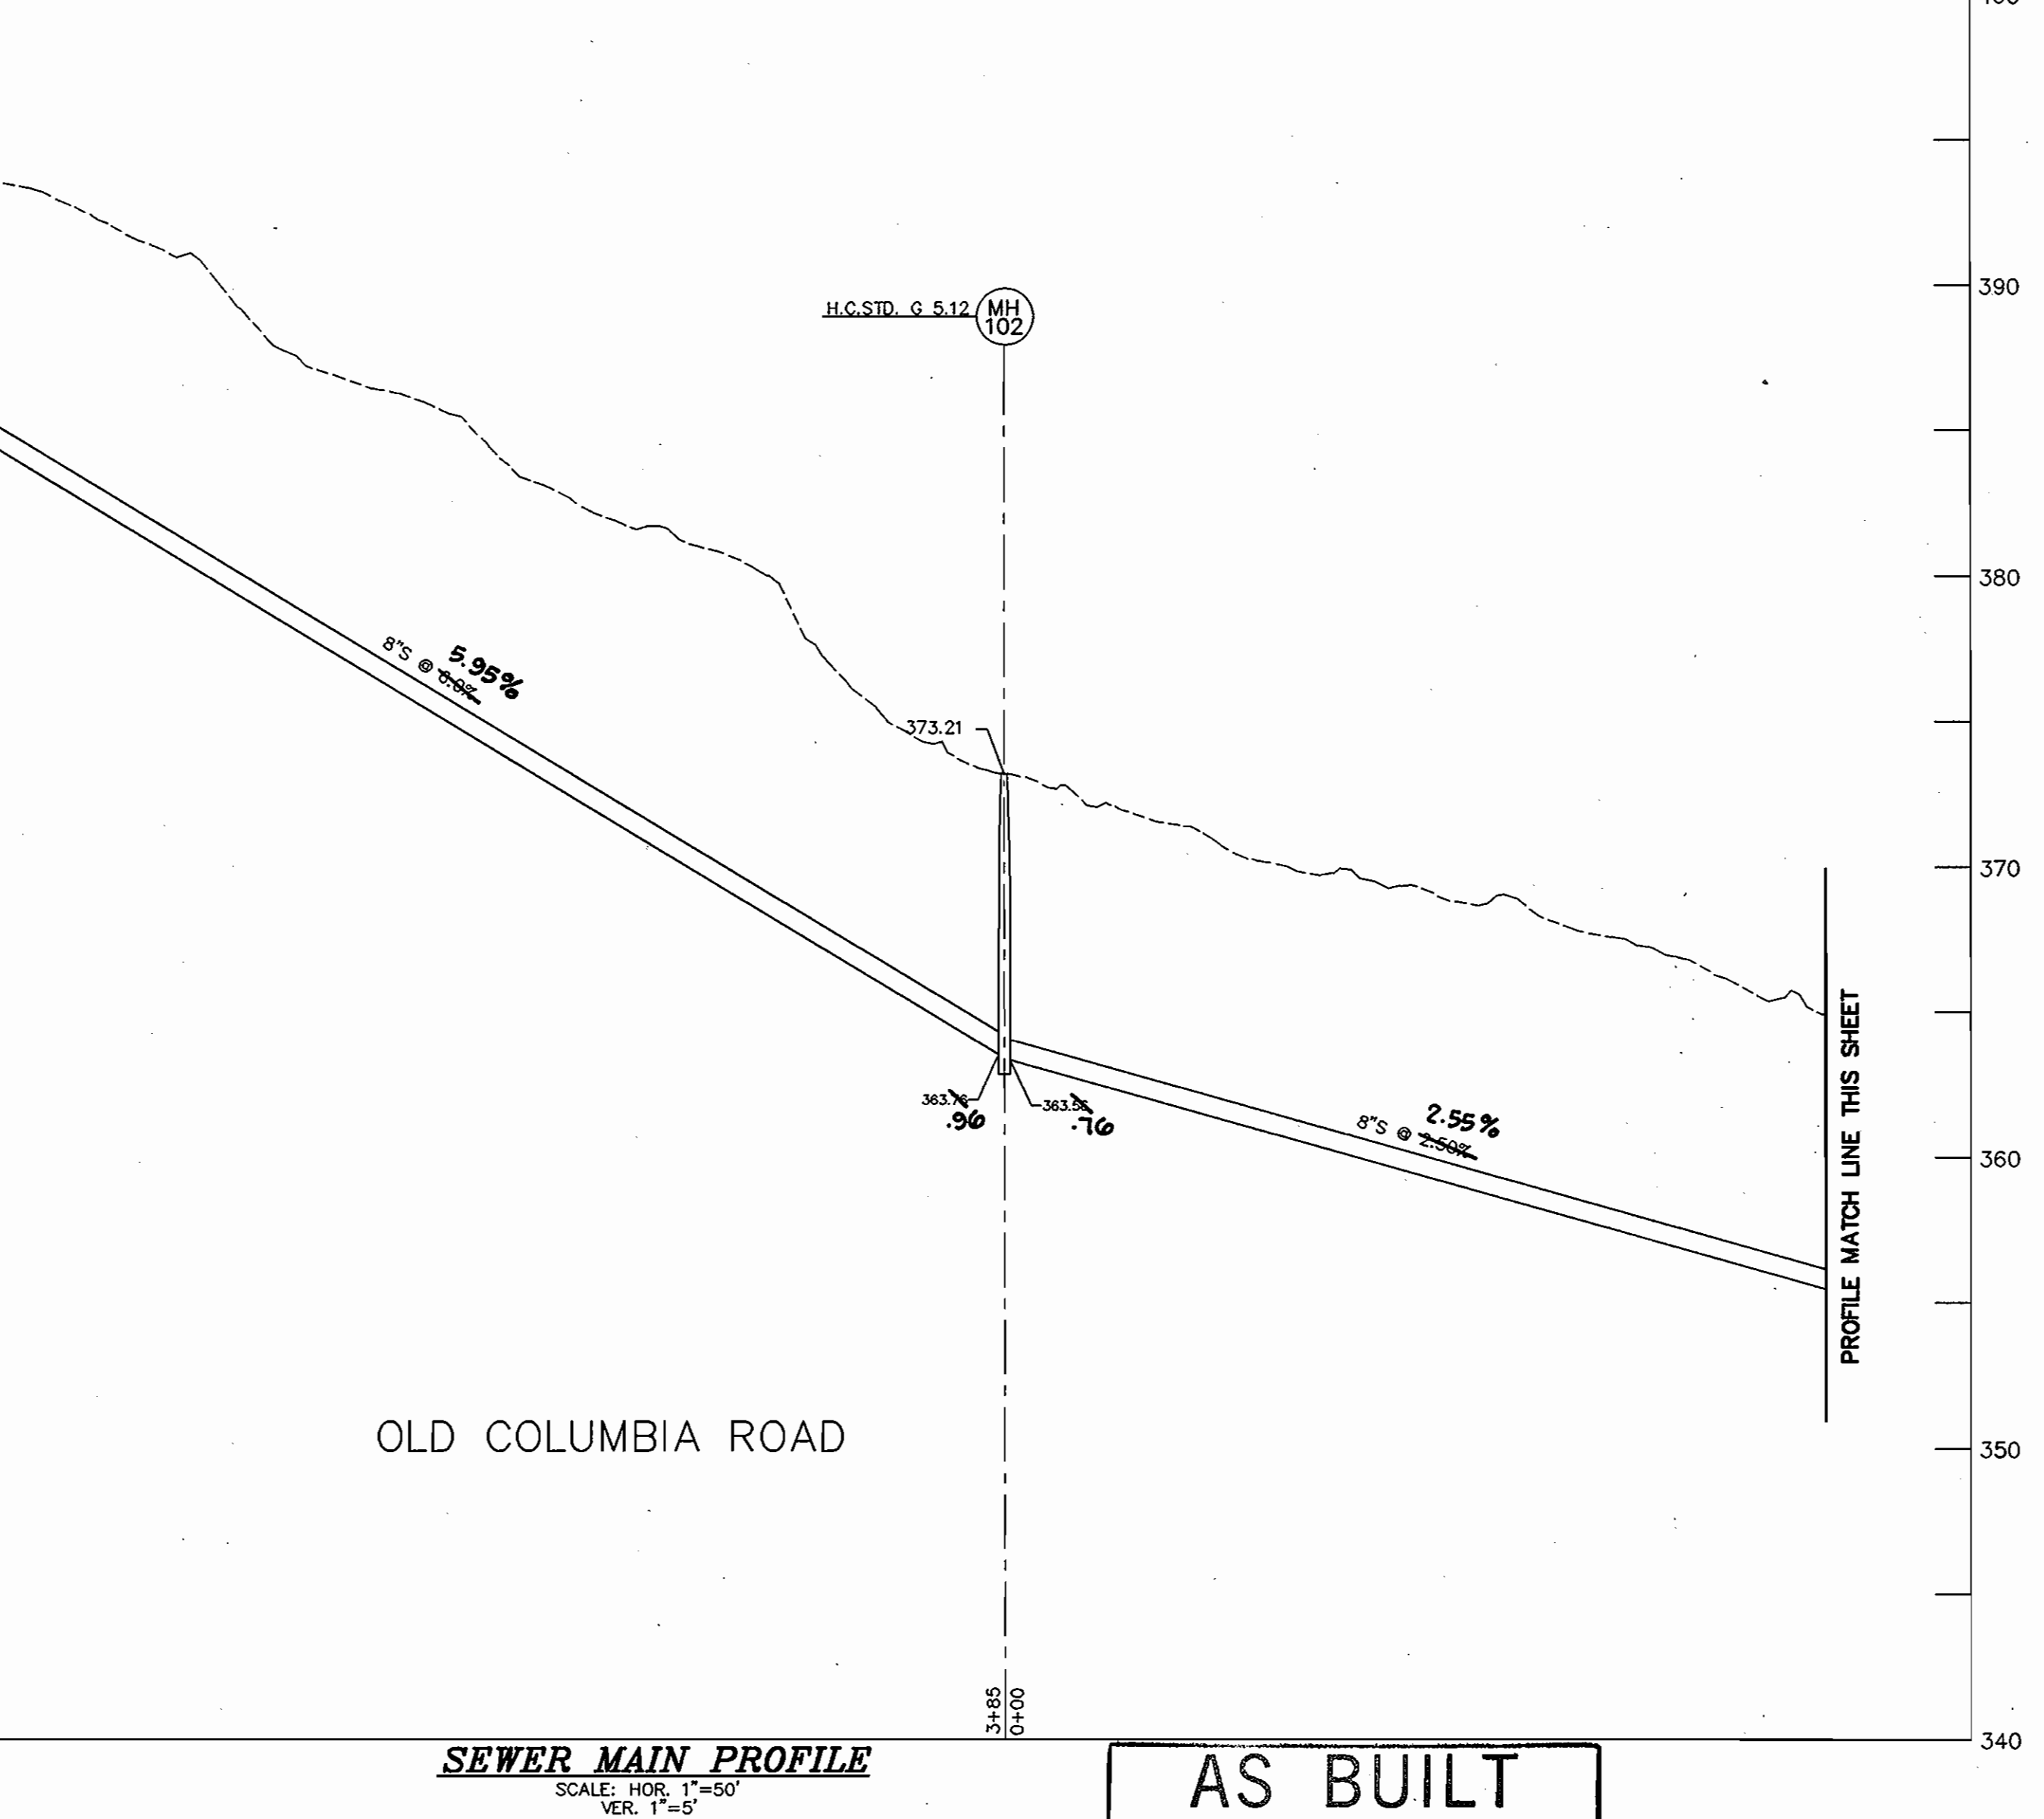 390
H.C.STD. G 5.12
MH
102
380
8"S @ 6.0%
5.95%
373.21
370
363.76
.96
363.56
.76
8"S @ 2.50%
2.55%
360
PROFILE MATCH LINE THIS SHEET
OLD COLUMBIA ROAD
350
3+85
0+00
340
SEWER MAIN PROFILE
SCALE: HOR. 1"=50'
VER. 1"=5'
AS BUILT